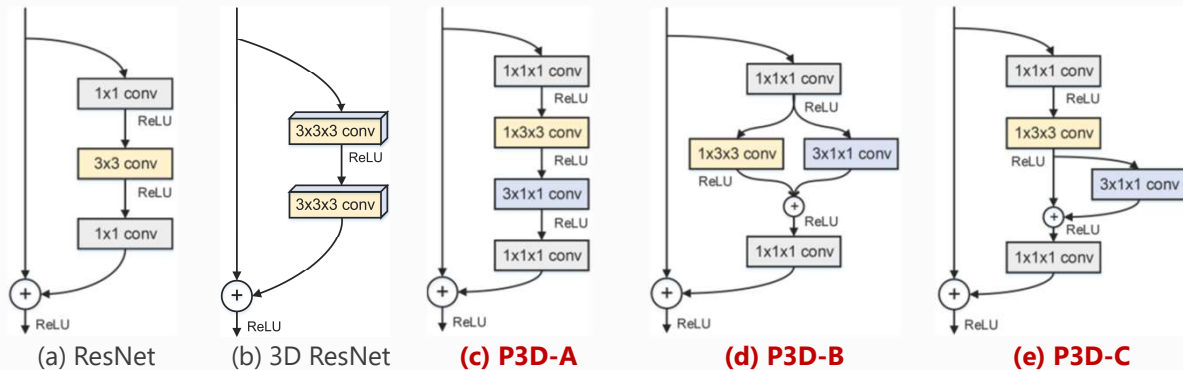 1x1 conv
ReLU
3x3 conv
ReLU
1x1 conv
+
ReLU
(a) ResNet
3x3x3 conv
ReLU
3x3x3 conv
+
ReLU
(b) 3D ResNet
1x1x1 conv
ReLU
1x3x3 conv
ReLU
3x1x1 conv
ReLU
1x1x1 conv
+
ReLU
(c) P3D-A
1x1x1 conv
ReLU
1x3x3 conv
3x1x1 conv
ReLU
+
ReLU
1x1x1 conv
+
ReLU
(d) P3D-B
1x1x1 conv
ReLU
1x3x3 conv
ReLU
3x1x1 conv
+
ReLU
1x1x1 conv
+
ReLU
(e) P3D-C